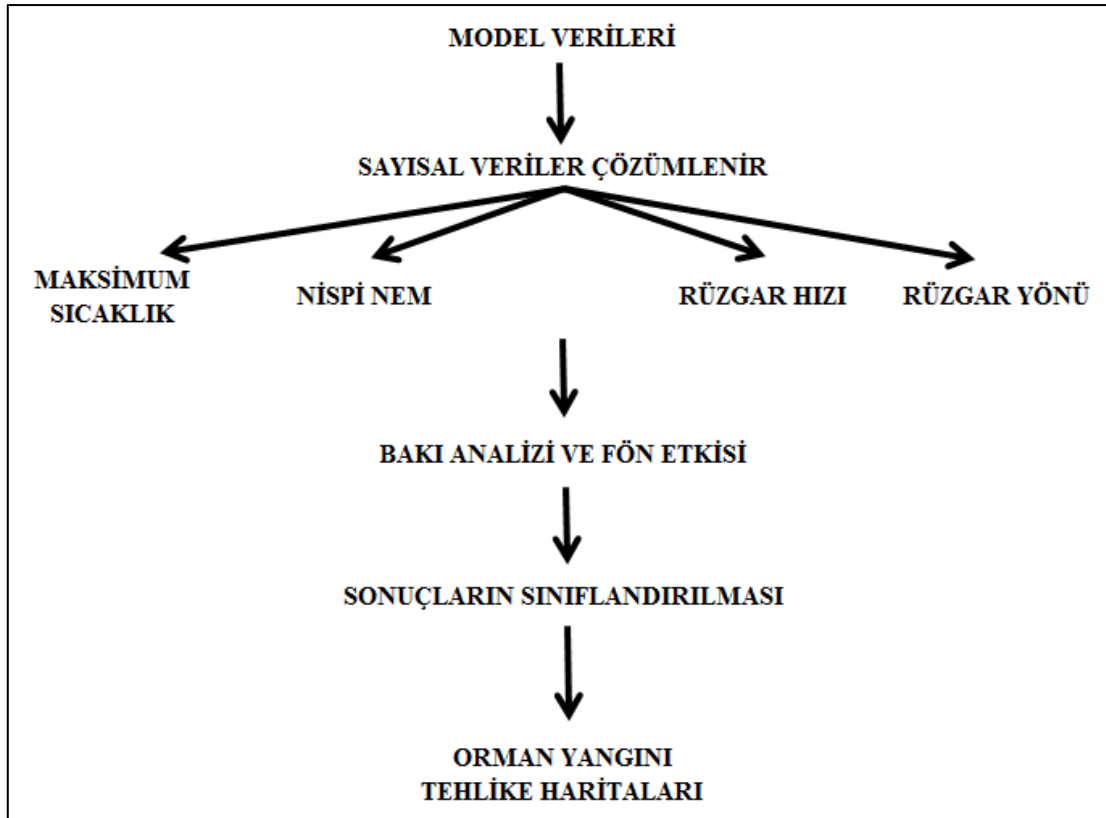 MODEL VERİLERİ
SAYISAL VERİLER ÇÖZÜMLENİR
MAKSİMUM
SICAKLIK
NİSPİ NEM
RÜZGAR HIZI
RÜZGAR YÖNÜ
BAKI ANALİZİ VE FÖN ETKİSİ
SONUÇLARIN SINIFLANDIRILMASI
ORMAN YANGINI
TEHLİKE HARİTALARI